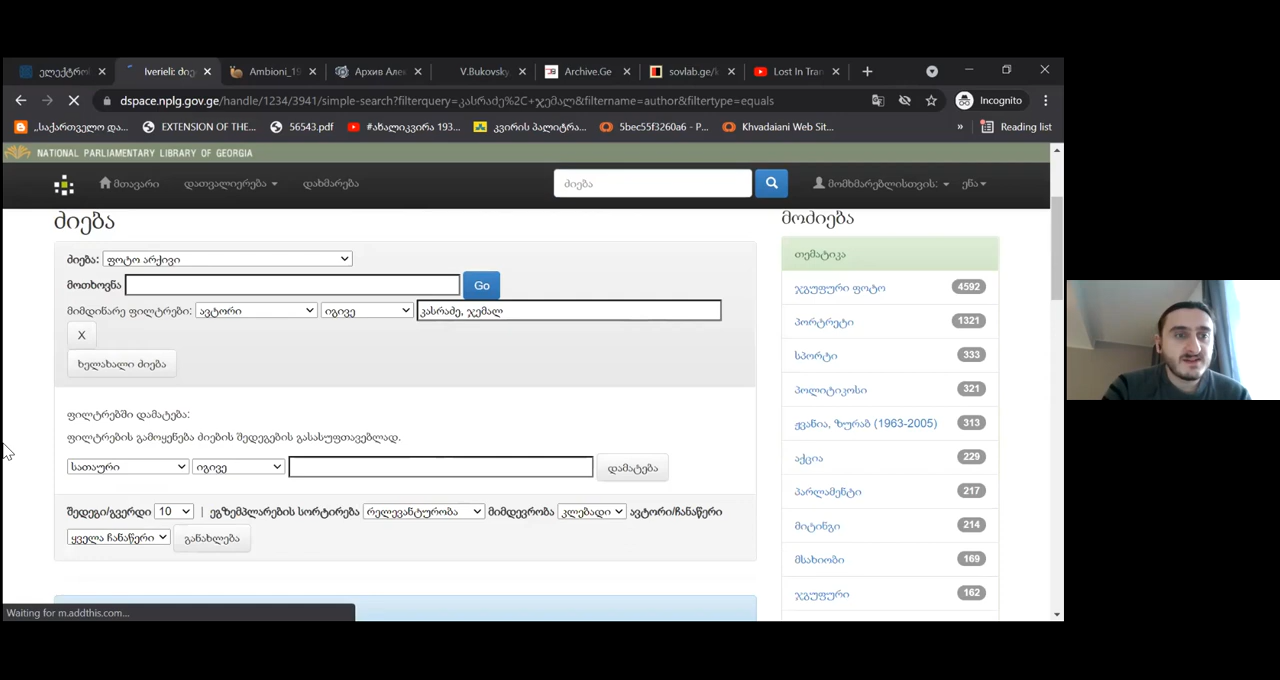 ელექტრო
Iverieli: ძიე
Ambioni_19
Архив Але
V.Bukovsky.
Archive.Ge
sovlab.ge/k
Lost In Tran
dspace.nplg.gov.ge/handle/1234/3941/simple-search?filterquery=კასრაძე%2C+ჯემალ&filtername=author&filtertype=equals
Incognito
„საქართველო და...
EXTENSION OF THE...
56543.pdf
#ახალიკვირა 193...
კვირის პალიტრა...
5bec55f3260a6 - P...
Khvadaiani Web Sit...
»
Reading list
NATIONAL PARLIAMENTARY LIBRARY OF GEORGIA
მთავარი
დათვალიერება
დახმარება
ძიება
მომხმარებლისთვის:
ენა
ძიება
ძიება: ფოტო არქივი
მოთხოვნა Go
მიმდინარე ფილტრები: ავტორი იგივე კასრაძე, ჯემალ
X
ხელახალი ძიება
ფილტრებში დამატება:
ფილტრების გამოყენება ძიების შედეგების გასასუფთავებლად.
სათაური იგივე დამატება
შედეგი/გვერდი 10 | ეგზემპლარების სორტირება რელევანტურობა მიმდევრობა კლებადი ავტორი/ჩანაწერი
ყველა ჩანაწერი განახლება
მოძიება
თემატიკა
ჯგუფური ფოტო 4592
პორტრეტი 1321
სპორტი 333
პოლიტიკოსი 321
ჟვანია, ზურაბ (1963-2005) 313
აქცია 229
პარლამენტი 217
მიტინგი 214
მსახიობი 169
ჯგუფური 162
Waiting for m.addthis.com...